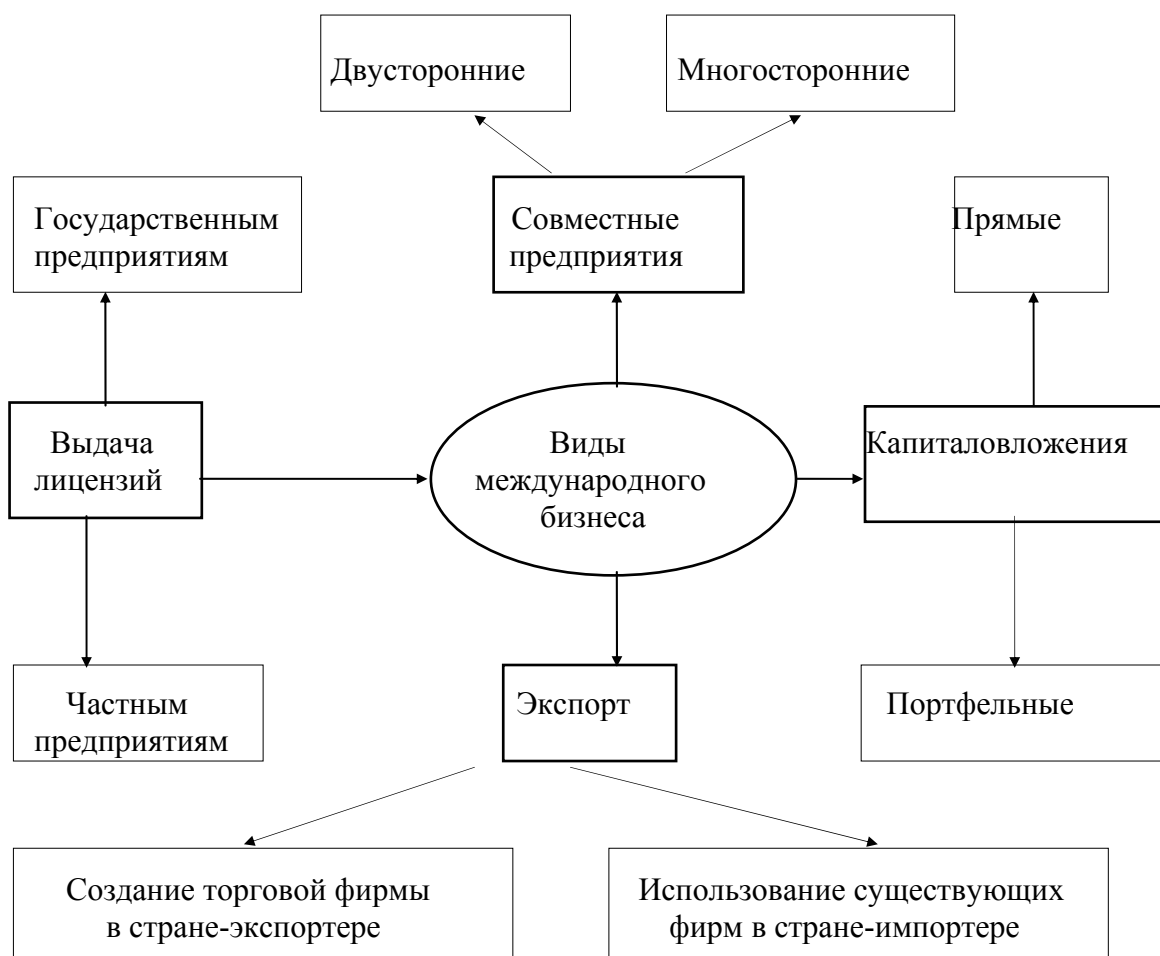 Двусторонние
Многосторонние
Государственным
предприятиям
Совместные
предприятия
Прямые
Выдача
лицензий
Виды
международного
бизнеса
Капиталовложения
Частным
предприятиям
Экспорт
Портфельные
Создание торговой фирмы
в стране-экспортере
Использование существующих
фирм в стране-импортере